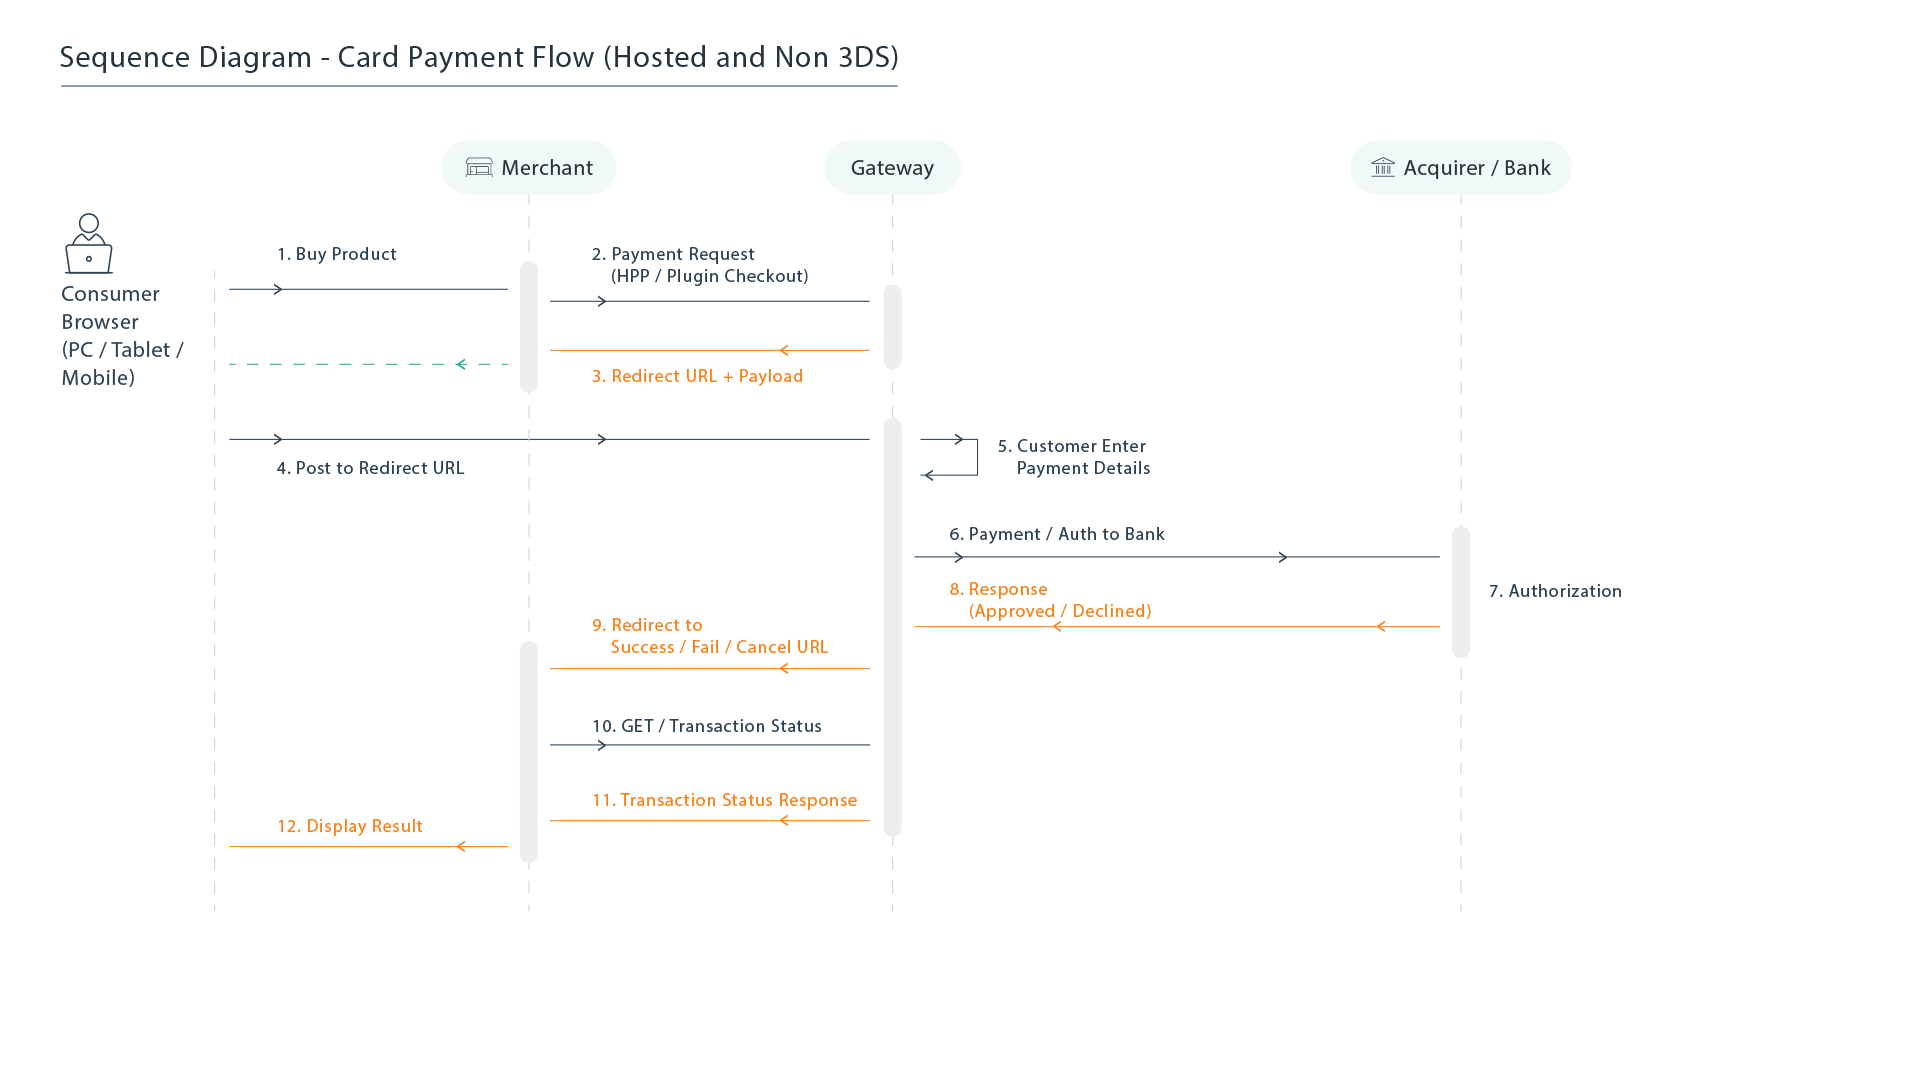 Sequence Diagram - Card Payment Flow (Hosted and Non 3DS)
Merchant
Gateway
Acquirer / Bank
Consumer
Browser
(PC / Tablet /
Mobile)
1. Buy Product
2. Payment Request
(HPP / Plugin Checkout)
3. Redirect URL + Payload
4. Post to Redirect URL
5. Customer Enter
Payment Details
6. Payment / Auth to Bank
7. Authorization
8. Response
(Approved / Declined)
9. Redirect to
Success / Fail / Cancel URL
10. GET / Transaction Status
11. Transaction Status Response
12. Display Result